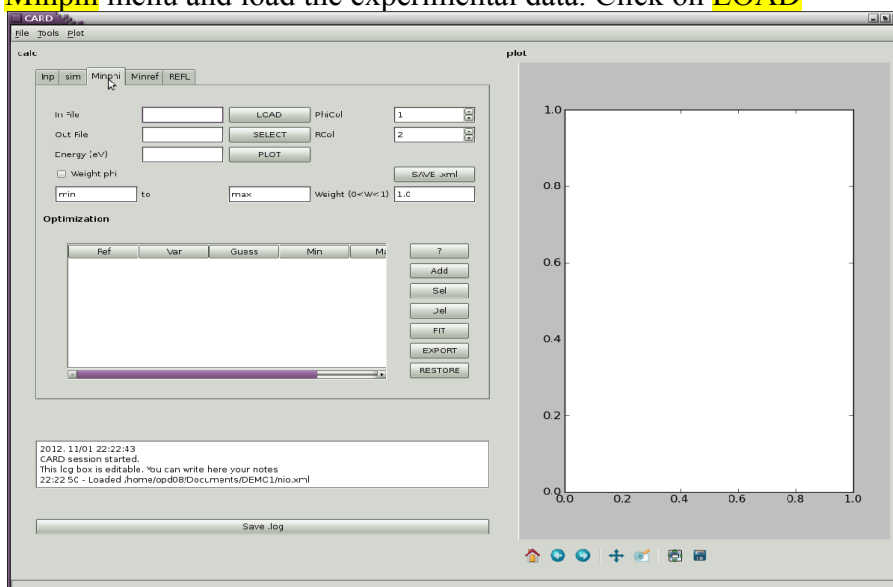 Minphi menu and load the experimental data. Click on LOAD
CARD
File Tools Plot
calc
plot
Inp sim Minphi Minref REFL
In File LOAD PhiCol 1
Out File SELECT RCol 2
Energy (eV) PLOT
Weight phi SAVE .xml
min to max Weight (0<W<1) 1.0
Optimization
Ref Var Guess Min Ma
?
Add
Sel
Del
FIT
EXPORT
RESTORE
2012. 11/01 22:22:43
CARD session started.
This log box is editable. You can write here your notes
22:22 50 - Loaded /home/opd08/Documents/DEMO1/nio.xml
Save .log
1.0
0.8
0.6
0.4
0.2
0.0
0.0 0.2 0.4 0.6 0.8 1.0